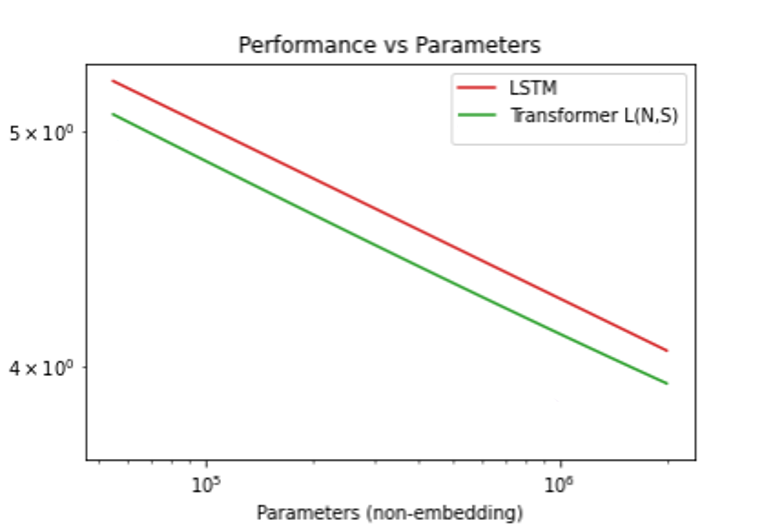 Performance vs Parameters
LSTM
Transformer L(N,S)
5 × 10⁰
4 × 10⁰
10⁵
10⁶
Parameters (non-embedding)